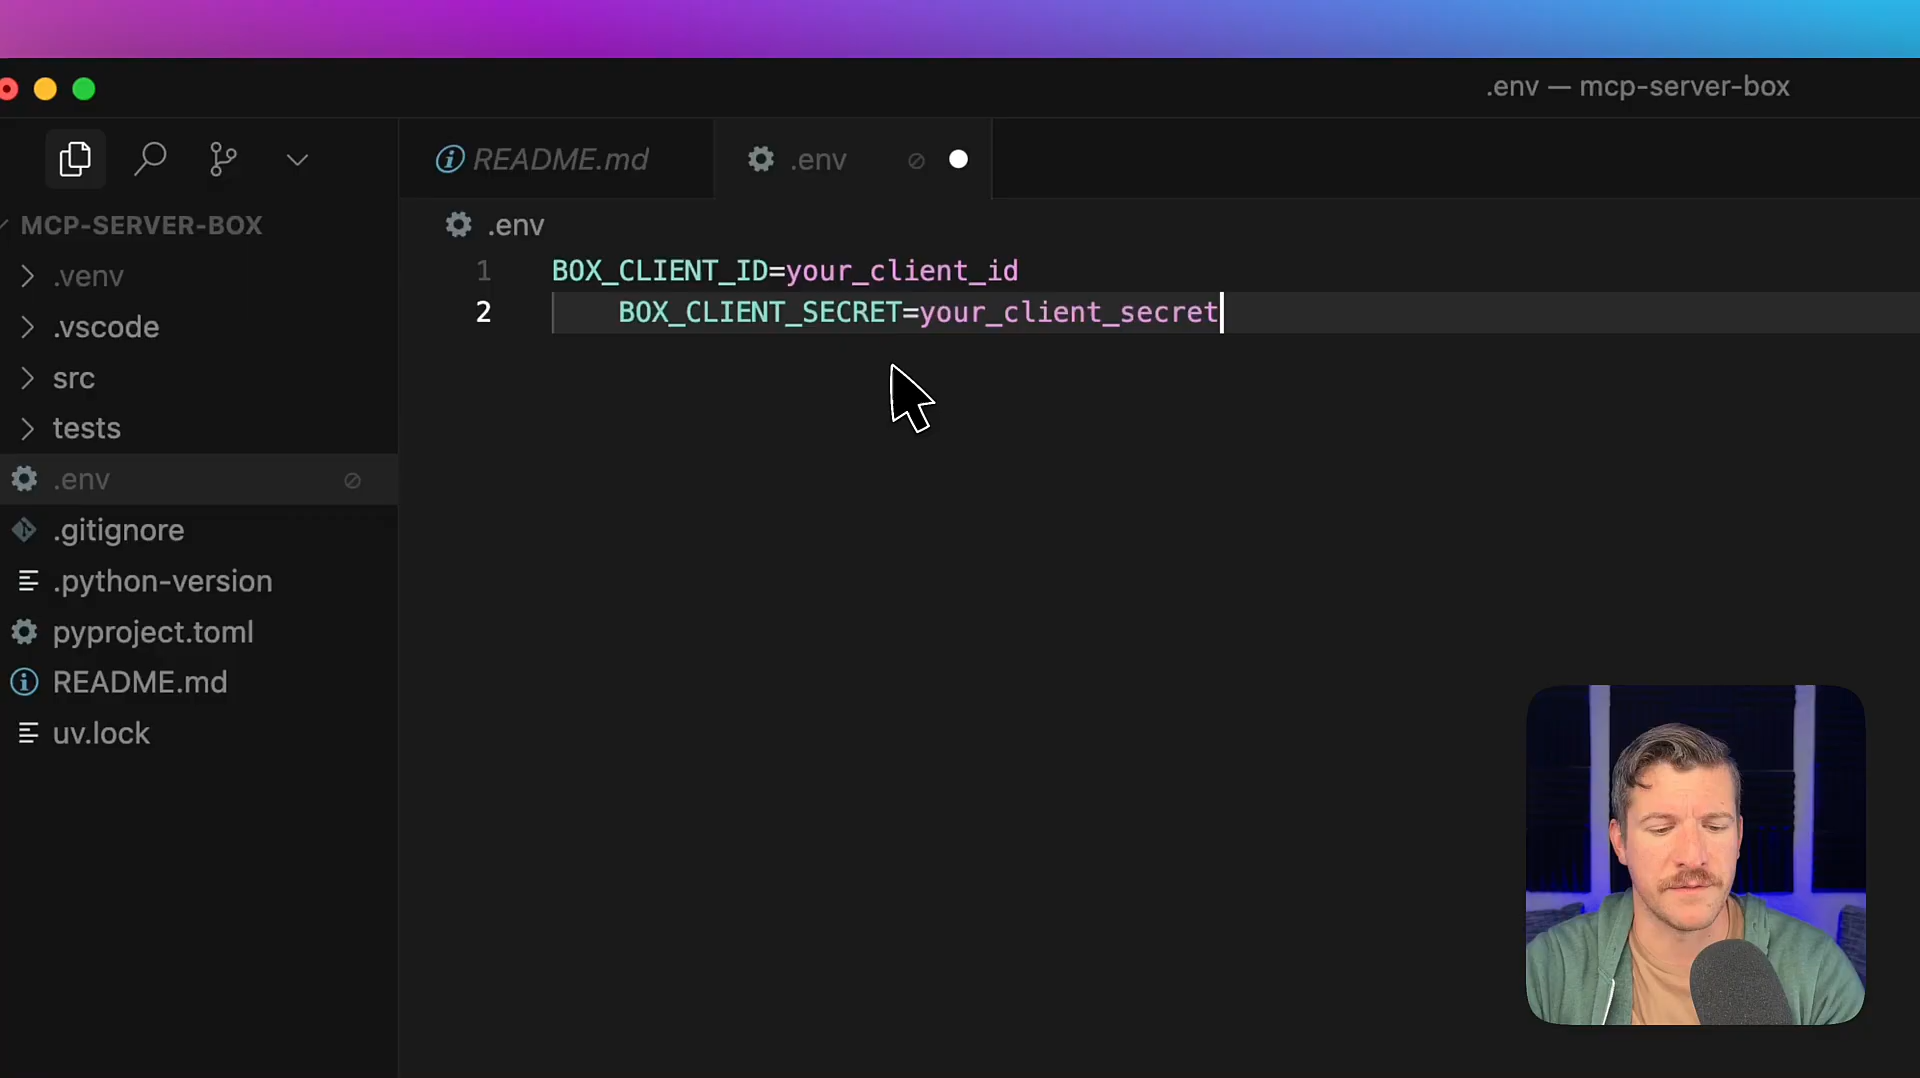 .env — mcp-server-box
README.md
.env
MCP-SERVER-BOX
.env
.venv
1 BOX_CLIENT_ID=your_client_id
2 BOX_CLIENT_SECRET=your_client_secret
.vscode
src
tests
.env
.gitignore
.python-version
pyproject.toml
README.md
uv.lock